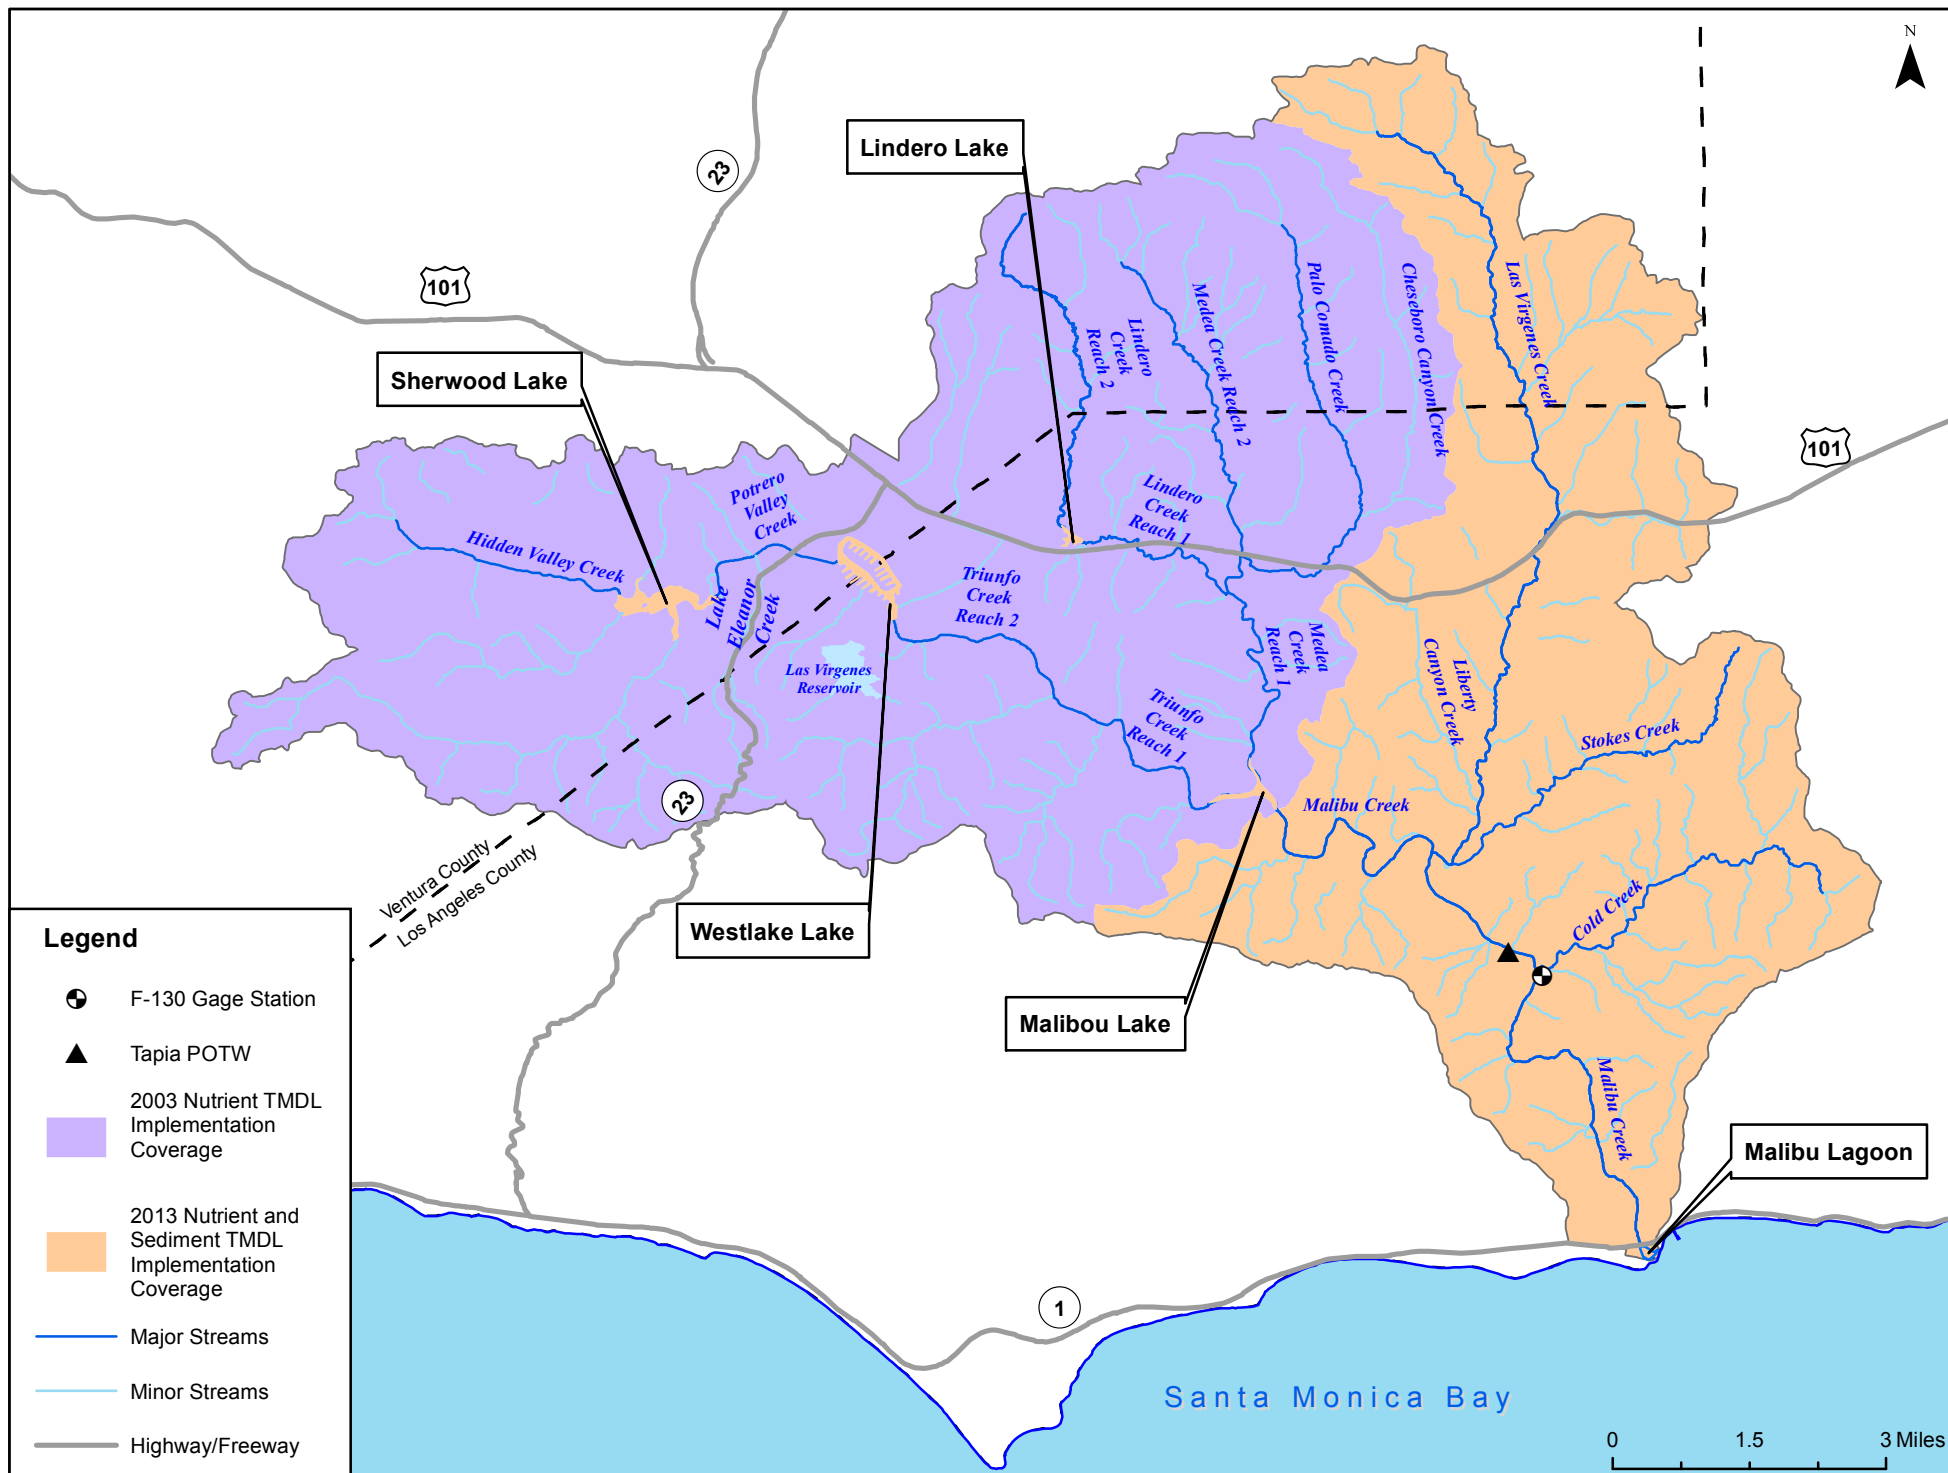 N
23
Lindero Lake
101
Sherwood Lake
Lindero
Creek
Reach 2
Medea Creek Reach 2
Palo Comado Creek
Cheseboro Canyon Creek
Las Virgenes Creek
101
Potrero
Valley
Creek
Hidden Valley Creek
Lindero
Creek
Reach 1
Lake
Eleanor
Creek
Triunfo
Creek
Reach 2
Las Virgenes
Reservoir
Medea
Creek
Reach 1
Liberty
Canyon Creek
Triunfo
Creek
Reach 1
Stokes Creek
23
Malibu Creek
Ventura County
Los Angeles County
Westlake Lake
Cold Creek
Malibou Lake
Malibu Creek
Malibu Lagoon
Legend
F-130 Gage Station
Tapia POTW
2003 Nutrient TMDL
Implementation
Coverage
2013 Nutrient and
Sediment TMDL
Implementation
Coverage
Major Streams
Minor Streams
Highway/Freeway
1
Santa Monica Bay
0 1.5 3 Miles